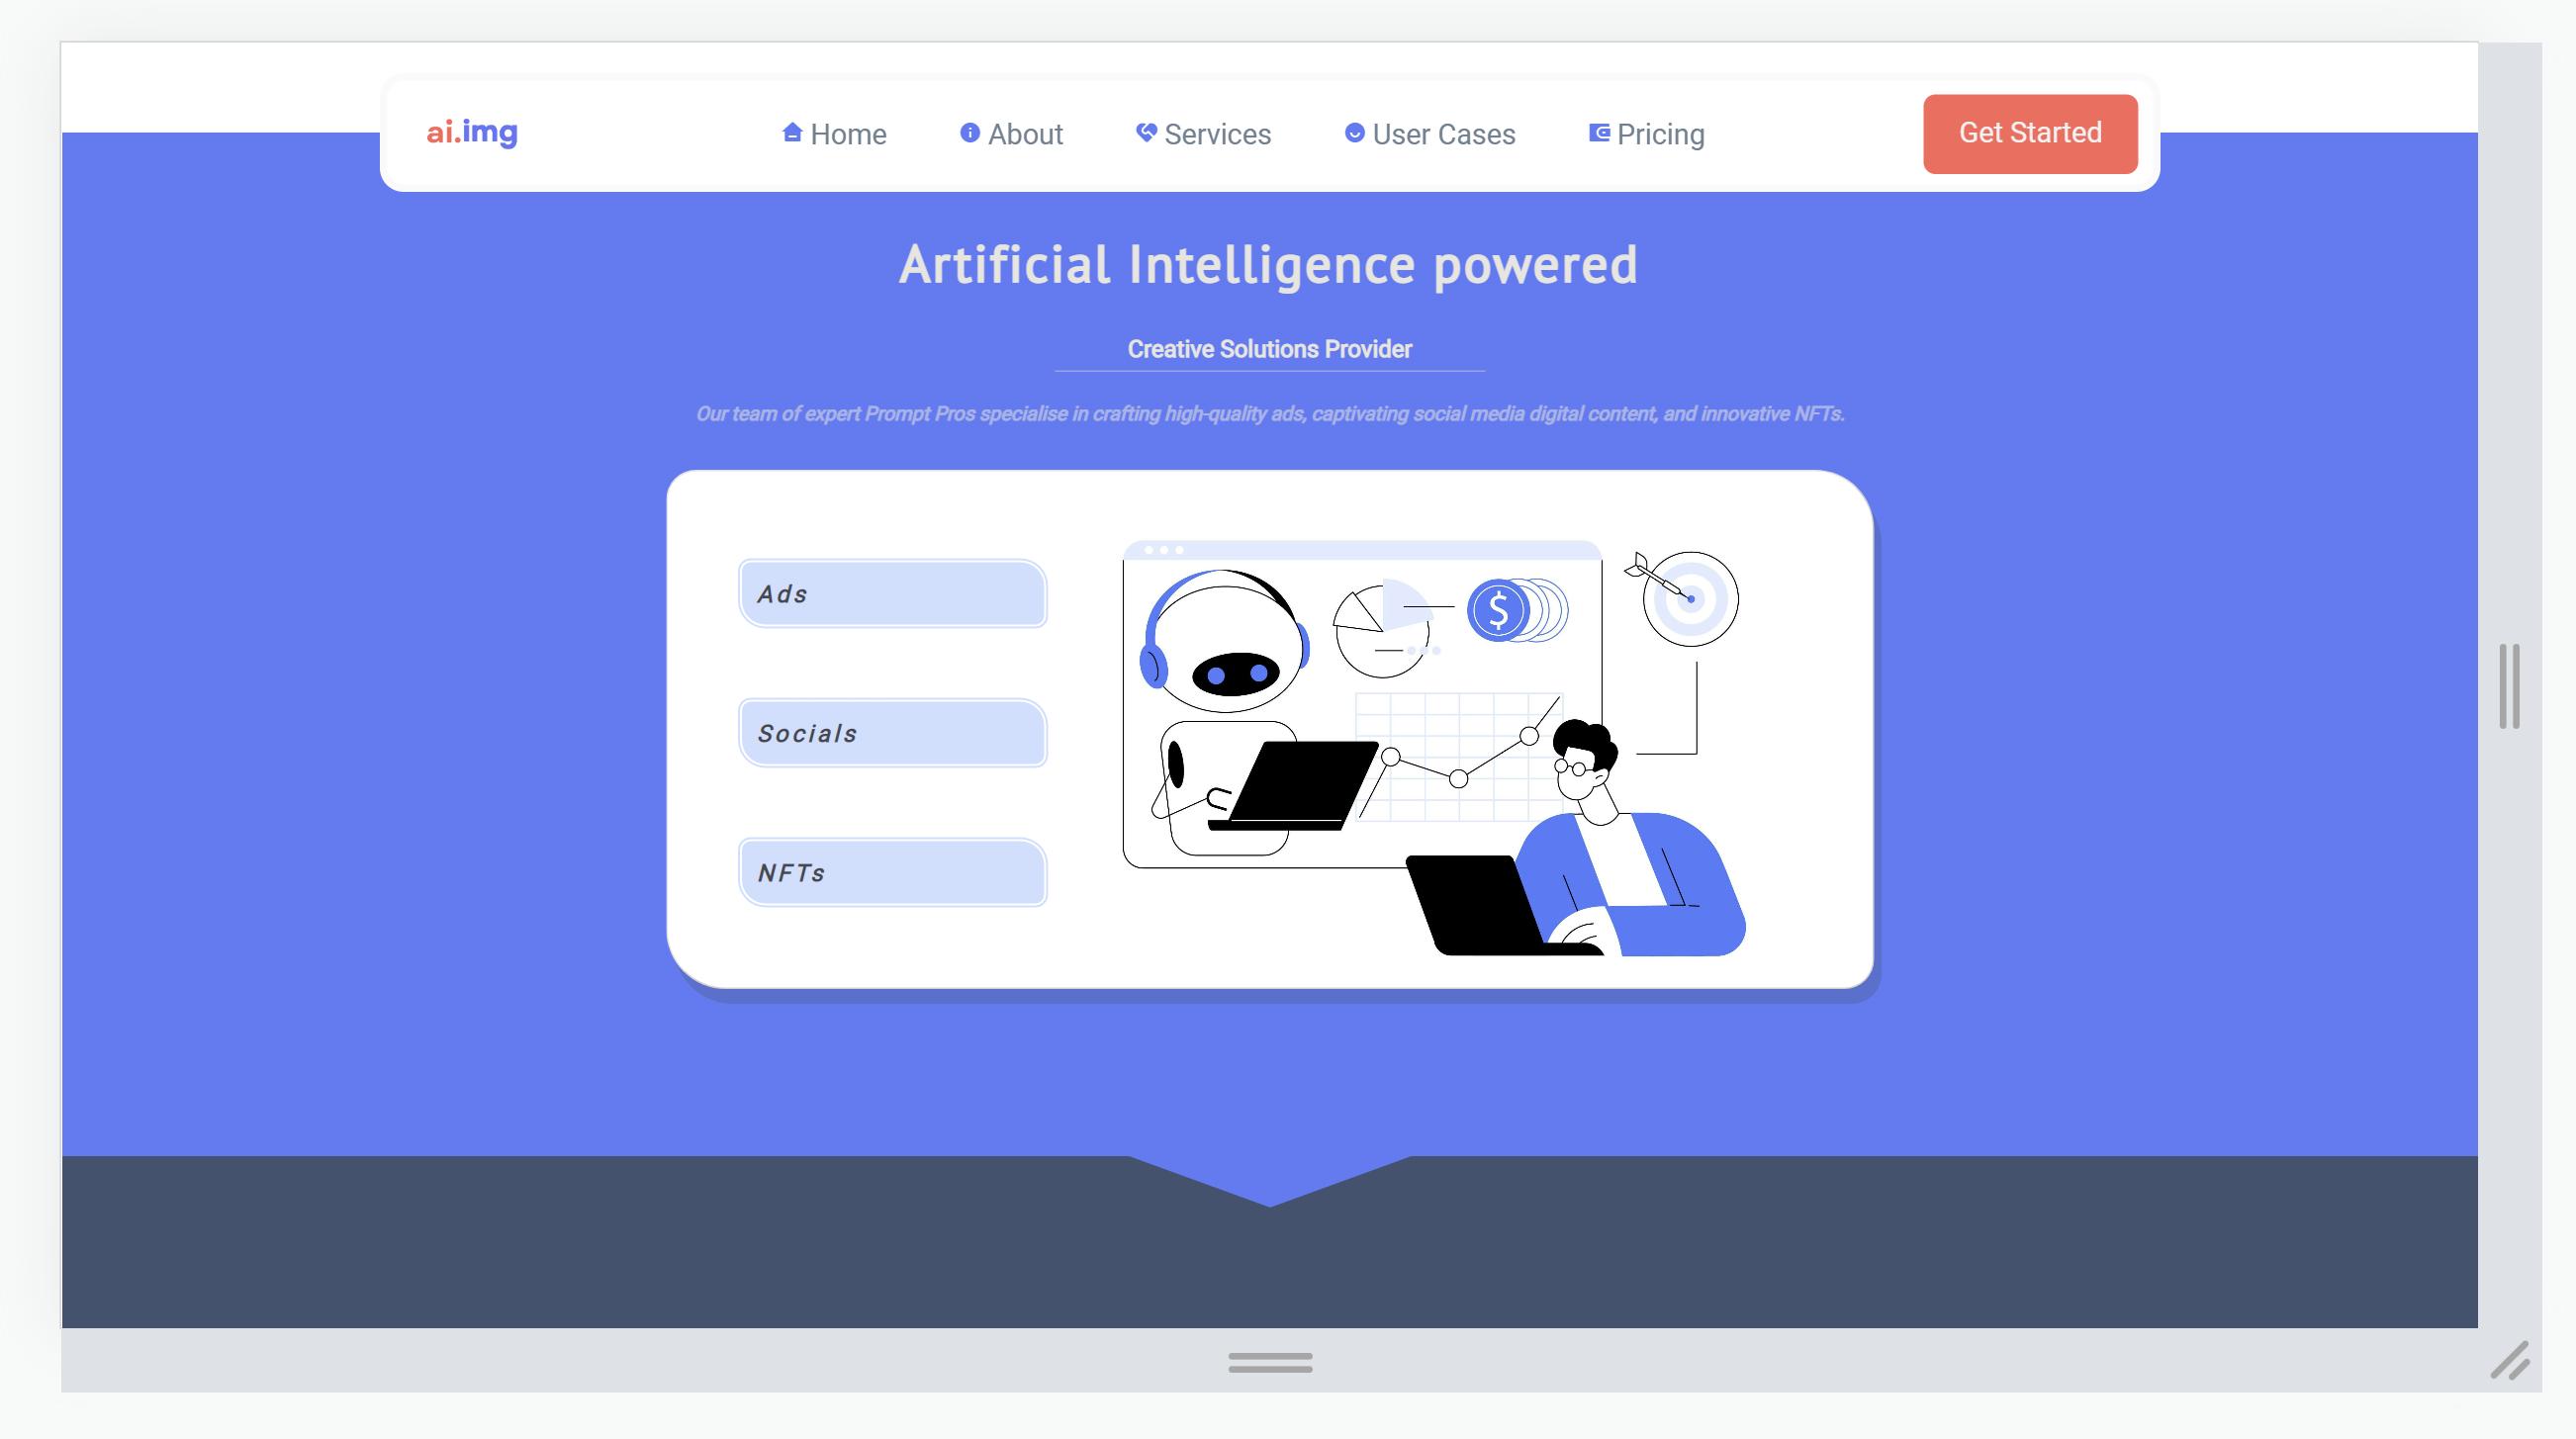 ai.img
Home
About
Services
User Cases
Pricing
Get Started
Artificial Intelligence powered
Creative Solutions Provider
Our team of expert Prompt Pros specialise in crafting high-quality ads, captivating social media digital content, and innovative NFTs.
Ads
$
Socials
NFTs